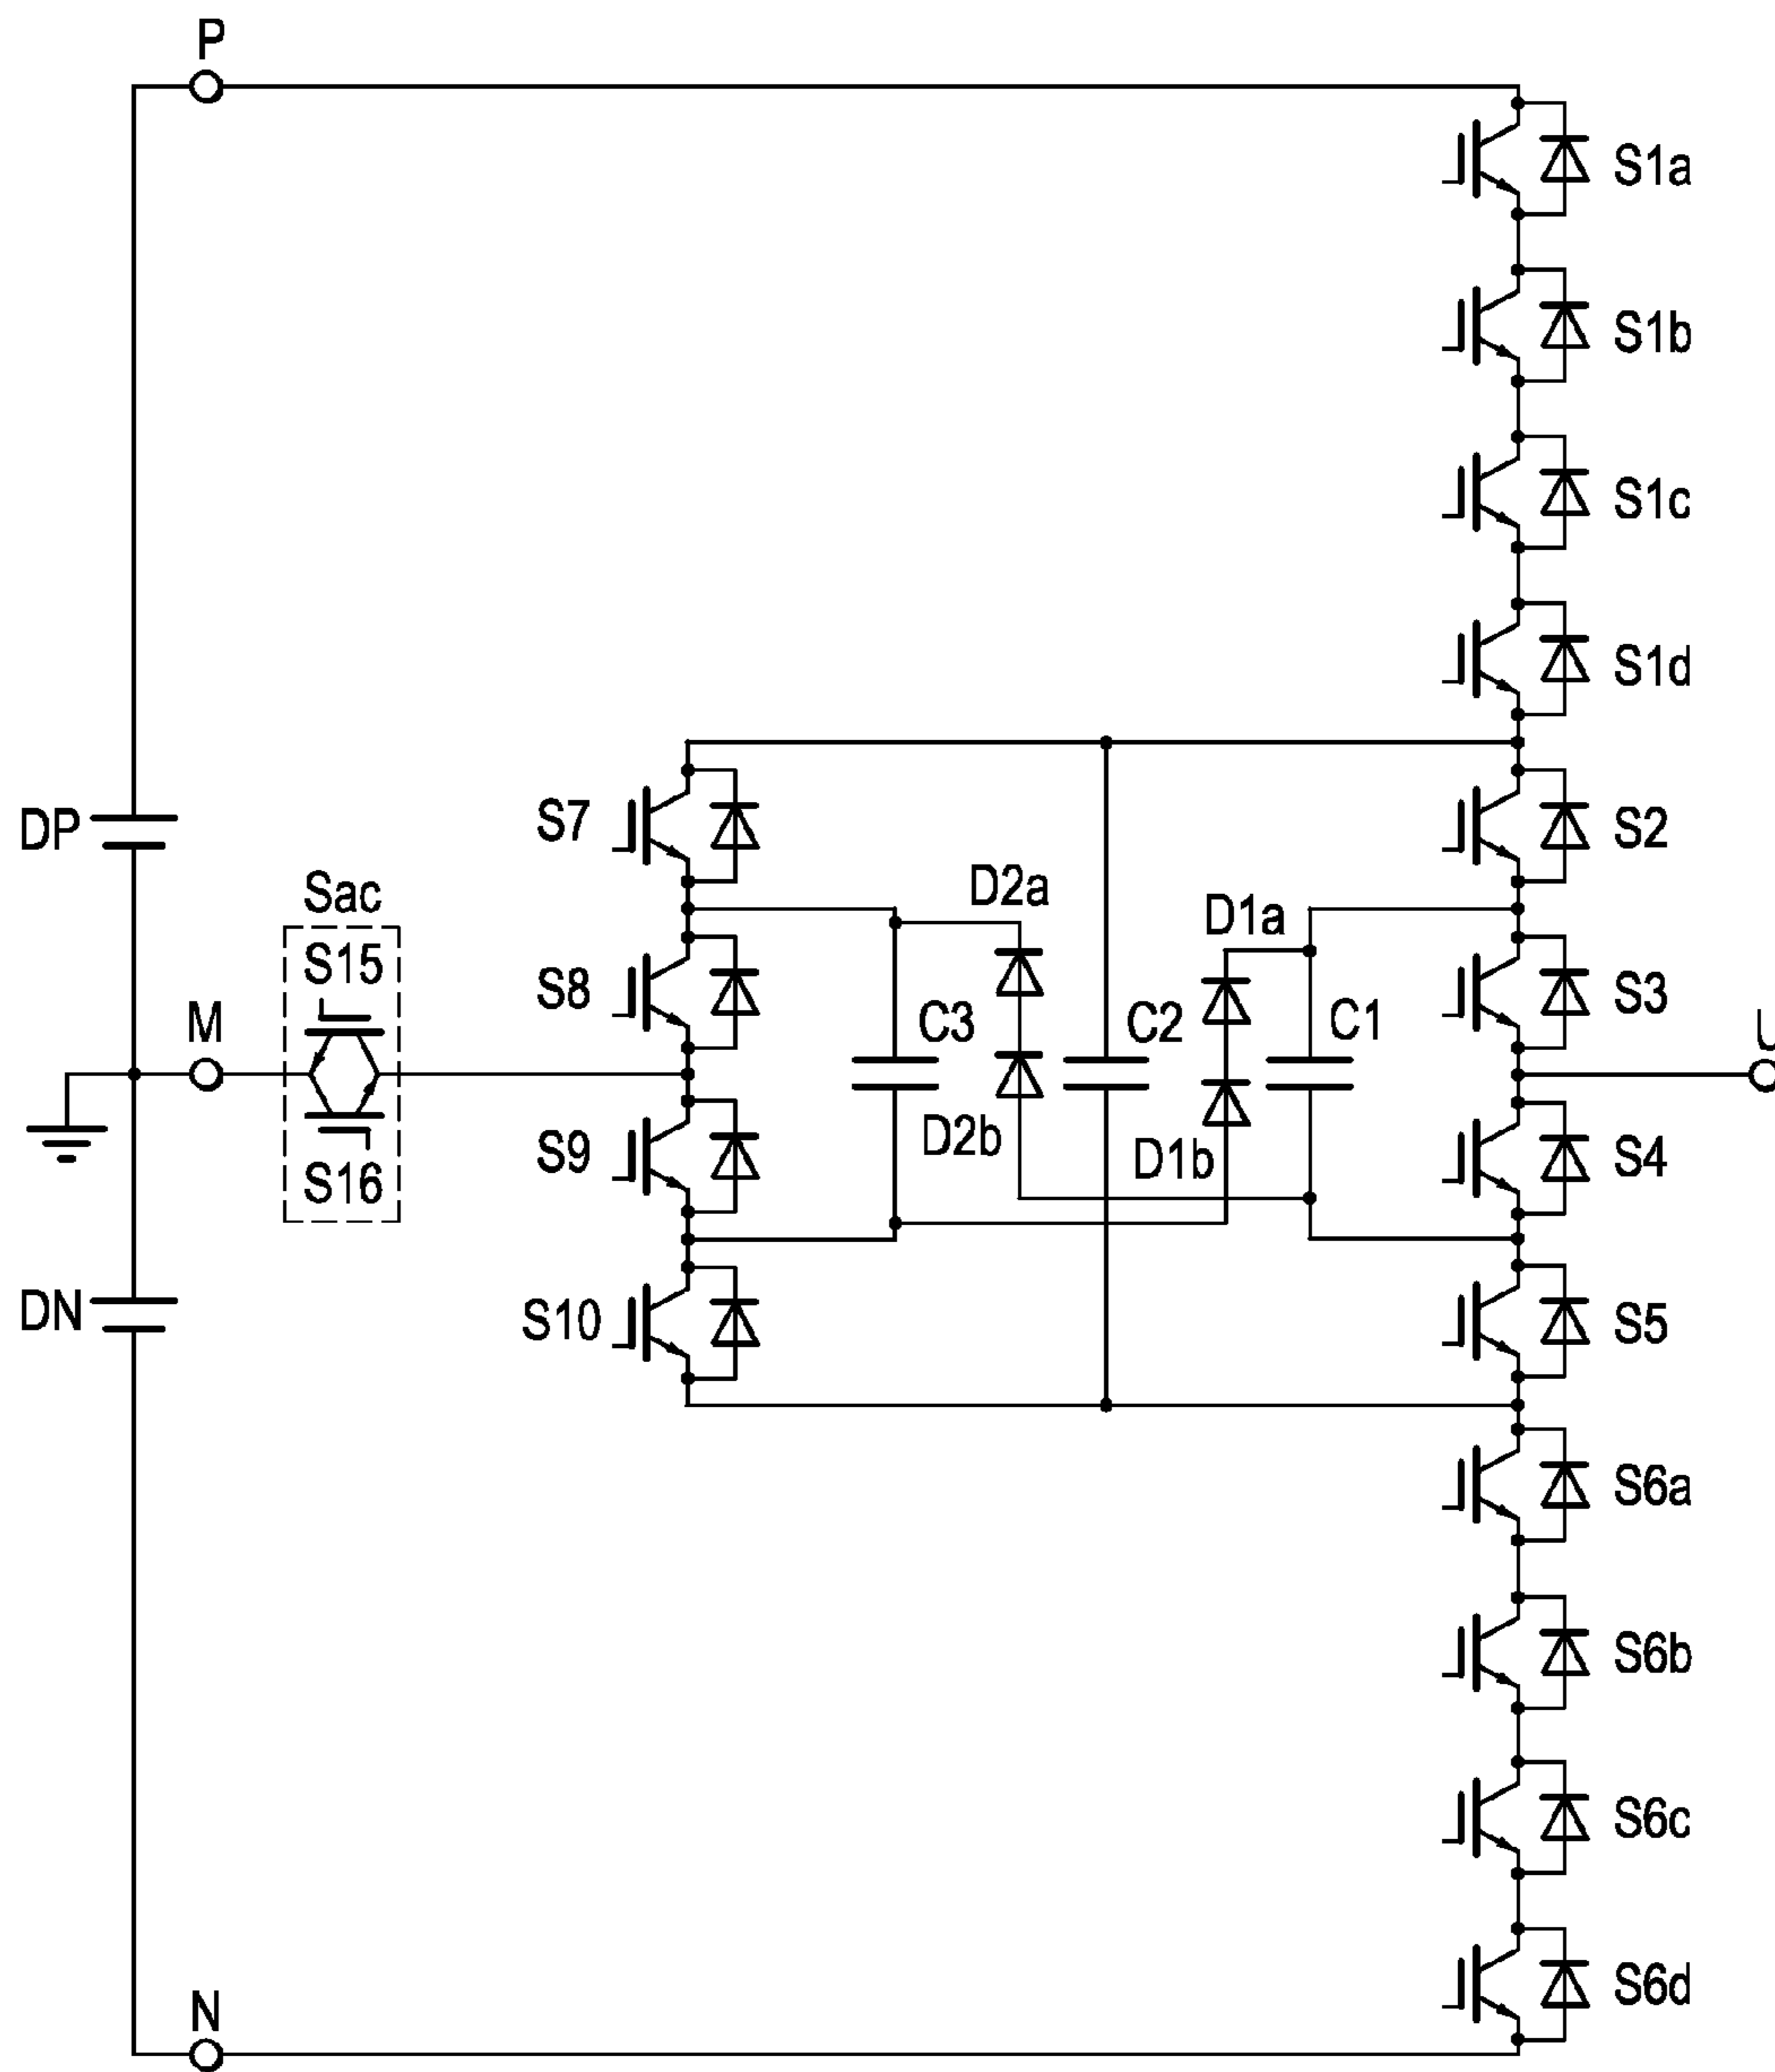 P
S1a
S1b
S1c
S1d
DP
S7
S2
Sac
D2a
D1a
S15
S8
S3
M
C3
C2
C1
U
S9
D2b
D1b
S4
S16
DN
S10
S5
S6a
S6b
S6c
S6d
N